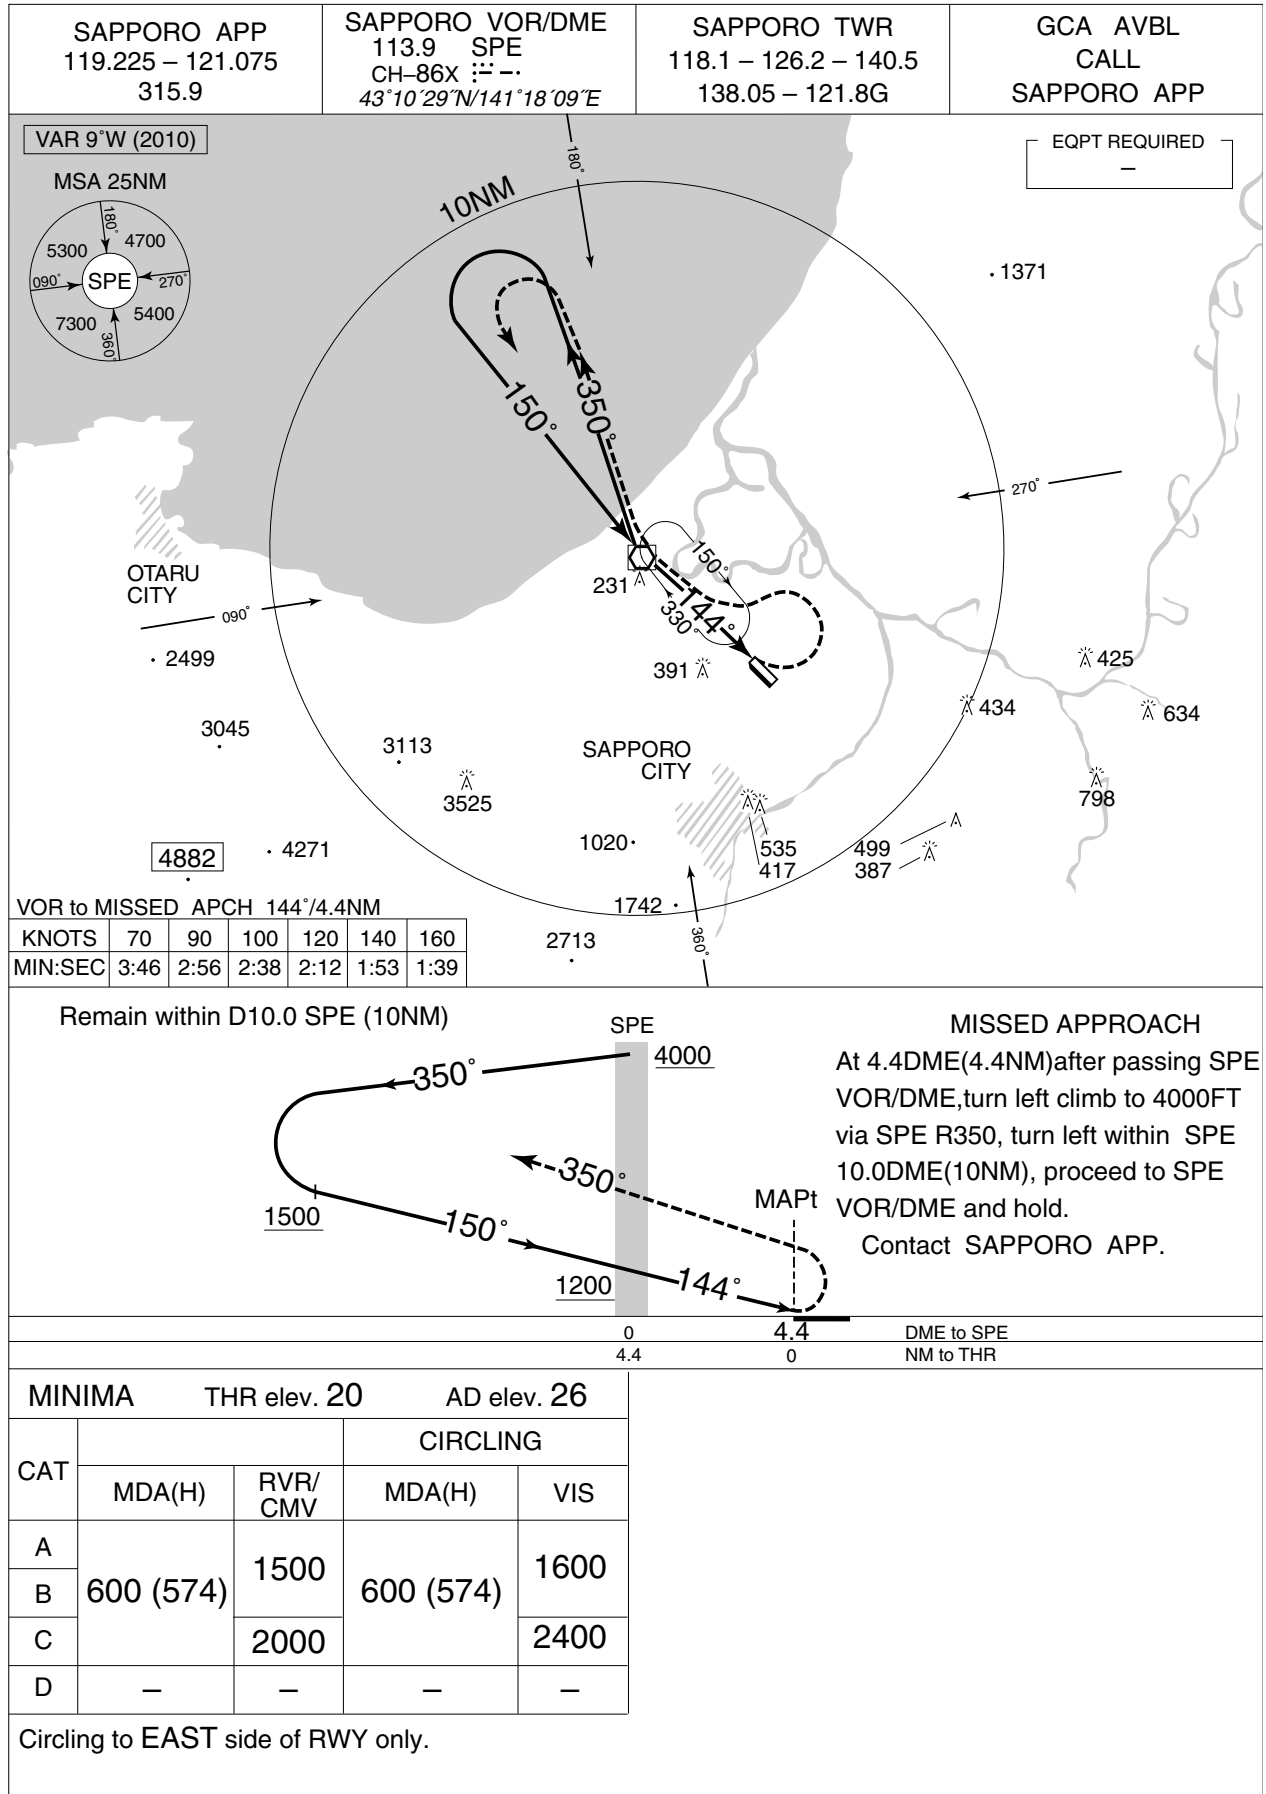 SAPPORO APP
119.225 – 121.075
315.9
SAPPORO VOR/DME
113.9 SPE
CH–86X
43°10´29˝N/141°18´09˝E
SAPPORO TWR
118.1 – 126.2 – 140.5
138.05 – 121.8G
GCA AVBL
CALL
SAPPORO APP
VAR 9°W (2010)
MSA 25NM
180°
5300
4700
090°
SPE
270°
7300
5400
360°
EQPT REQUIRED
–
180°
10NM
1371
150°
350°
270°
OTARU
CITY
231
150°
330°
144°
090°
2499
391
425
434
634
3045
3113
3525
SAPPORO
CITY
798
4882
4271
1020
535
417
499
387
1742
360°
2713
VOR to MISSED APCH 144°/4.4NM
KNOTS 70 90 100 120 140 160
MIN:SEC 3:46 2:56 2:38 2:12 1:53 1:39
Remain within D10.0 SPE (10NM)
SPE
4000
350°
350°
1500
150°
1200
144°
MAPt
MISSED APPROACH
At 4.4DME(4.4NM)after passing SPE
VOR/DME,turn left climb to 4000FT
via SPE R350, turn left within SPE
10.0DME(10NM), proceed to SPE
VOR/DME and hold.
Contact SAPPORO APP.
0 4.4 DME to SPE
4.4 0 NM to THR
MINIMA THR elev. 20 AD elev. 26
CAT
CIRCLING
MDA(H) RVR/
CMV
MDA(H) VIS
A
B
C
600 (574)
1500
2000
600 (574)
1600
2400
D – – – –
Circling to EAST side of RWY only.